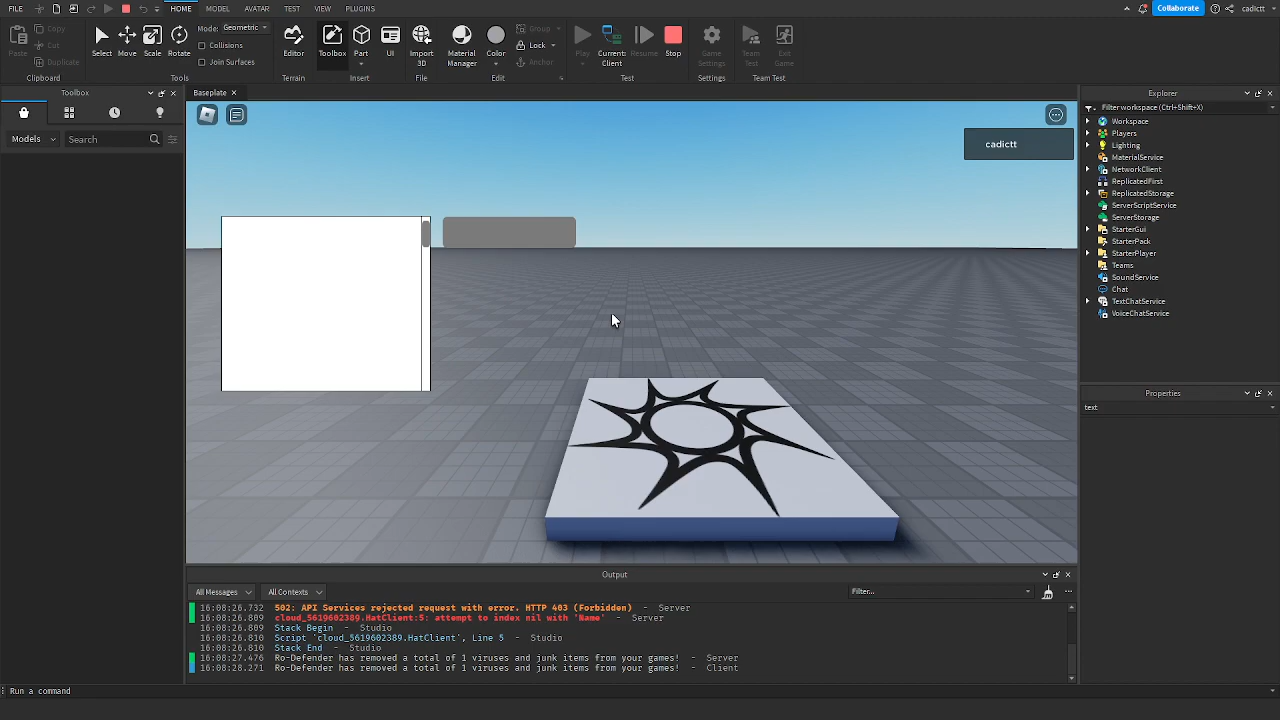 FILE HOME MODEL AVATAR TEST VIEW PLUGINS Collaborate cadictt
Paste Copy Cut Duplicate Clipboard
Select Move Scale Rotate Mode: Geometric Collisions Join Surfaces Tools
Editor Terrain
Toolbox Part UI Insert
Import 3D File
Material Manager Color Group Lock Anchor Edit
Play Current: Client Resume Stop Test
Game Settings Settings
Team Test Exit Game Team Test
Toolbox
Models Search
Baseplate
cadictt
Explorer
Filter workspace (Ctrl+Shift+X)
Workspace
Players
Lighting
MaterialService
NetworkClient
ReplicatedFirst
ReplicatedStorage
ServerScriptService
ServerStorage
StarterGui
StarterPack
StarterPlayer
Teams
SoundService
Chat
TextChatService
VoiceChatService
Properties
text
Output
All Messages All Contexts Filter...
16:08:26.732 502: API Services rejected request with error. HTTP 403 (Forbidden) - Server
16:08:26.809 cloud_5619602389.HatClient:5: attempt to index nil with 'Name' - Server
16:08:26.809 Stack Begin - Studio
16:08:26.810 Script 'cloud_5619602389.HatClient', Line 5 - Studio
16:08:26.810 Stack End - Studio
16:08:27.476 Ro-Defender has removed a total of 1 viruses and junk items from your games! - Server
16:08:28.271 Ro-Defender has removed a total of 1 viruses and junk items from your games! - Client
Run a command